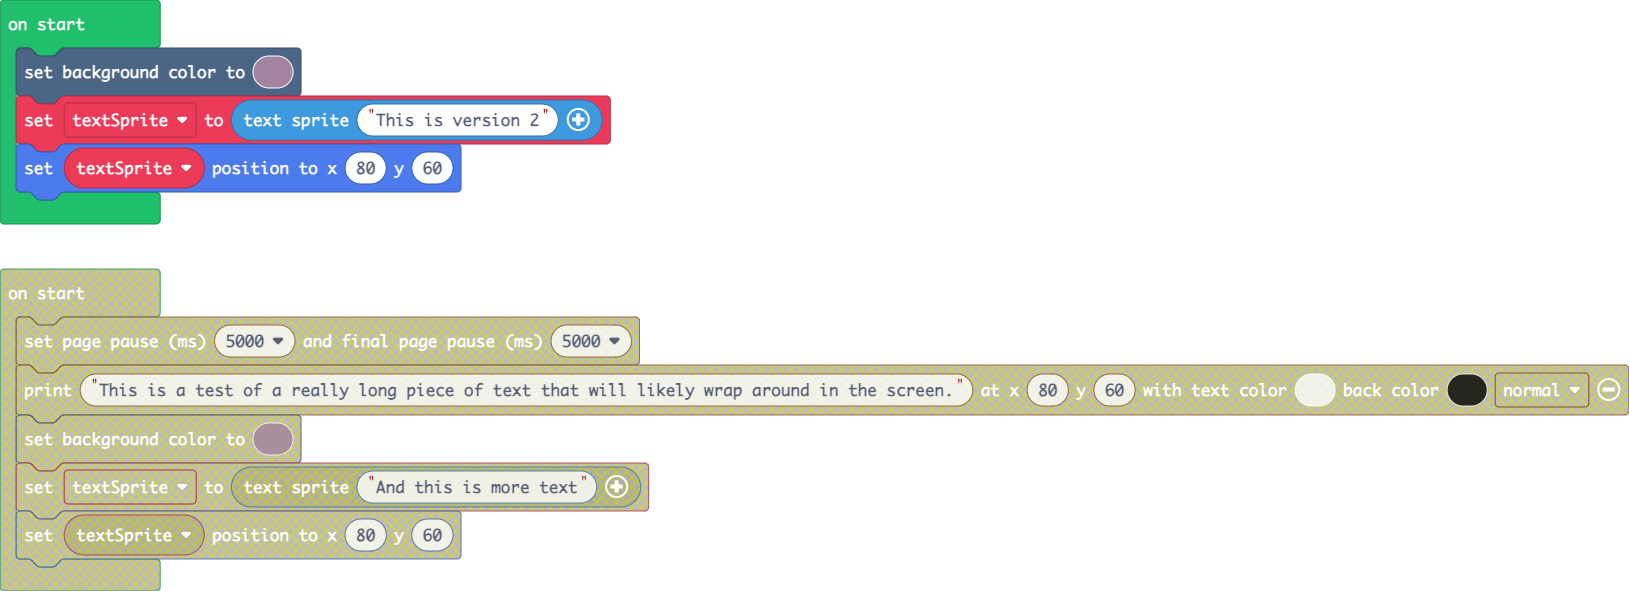 on start
set background color to
set textSprite to text sprite "This is version 2"
set textSprite position to x 80 y 60
on start
set page pause (ms) 5000 and final page pause (ms) 5000
print "This is a test of a really long piece of text that will likely wrap around in the screen." at x 80 y 60 with text color back color normal
set background color to
set textSprite to text sprite "And this is more text"
set textSprite position to x 80 y 60